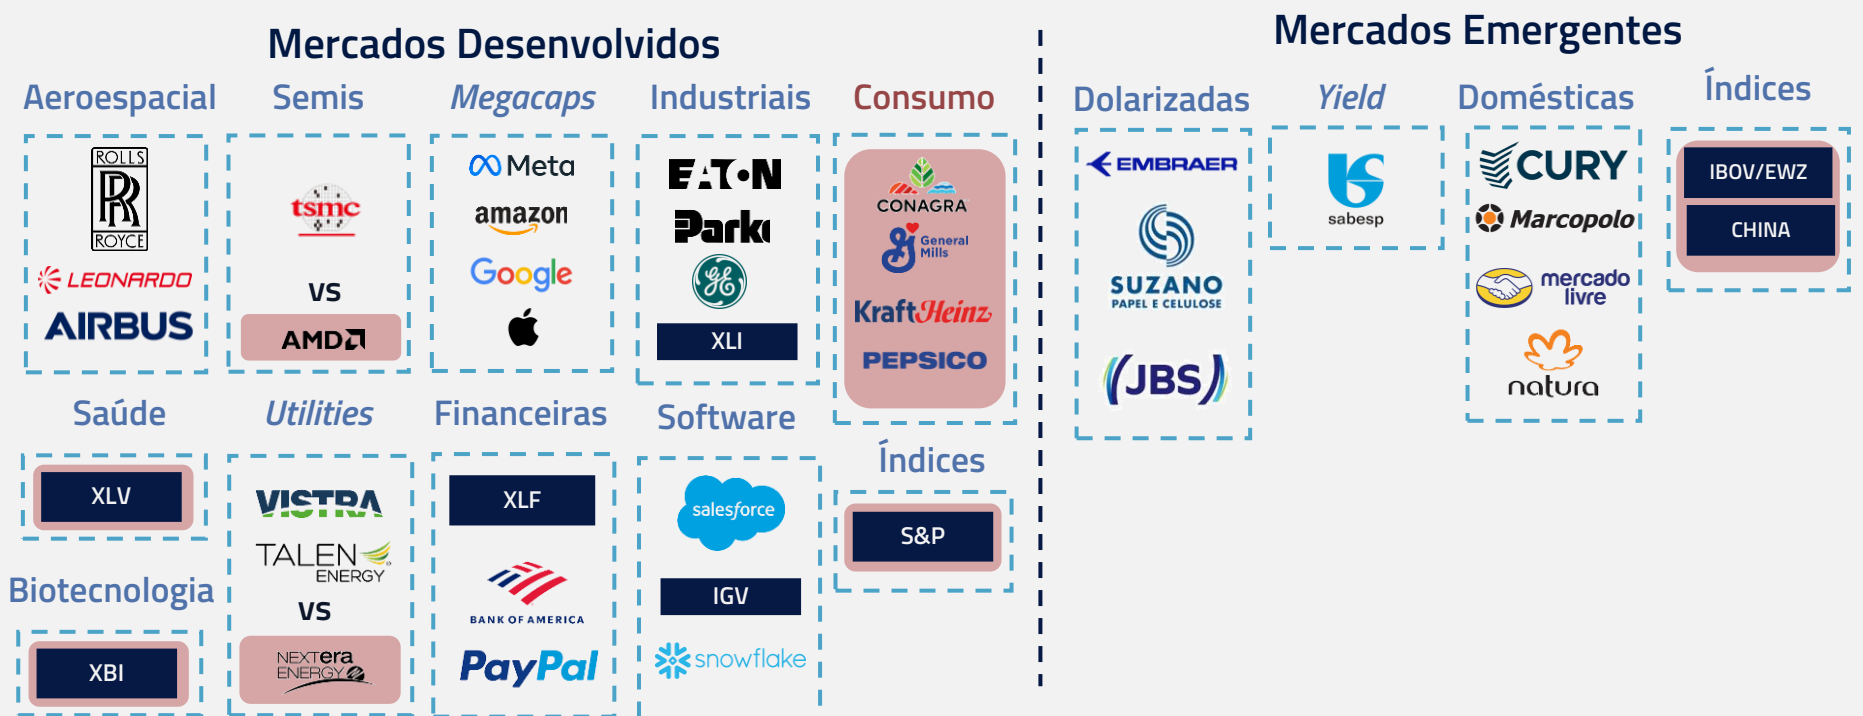 Mercados Desenvolvidos
Aeroespacial
ROLLS
RR
ROYCE
LEONARDO
AIRBUS
Semis
tsmc
VS
AMD
Megacaps
Meta
amazon
Google
Industriais
EATON
Park
GE
XLI
Consumo
CONAGRA
General
Mills
KraftHeinz
PEPSICO
Saúde
XLV
Biotecnologia
XBI
Utilities
VISTRA
TALEN
ENERGY
VS
NEXTera
ENERGY
Financeiras
XLF
BANK OF AMERICA
PayPal
Software
salesforce
IGV
snowflake
Índices
S&P
Mercados Emergentes
Dolarizadas
EMBRAER
SUZANO
PAPEL E CELULOSE
JBS
Yield
sabesp
Domésticas
CURY
Marcopolo
mercado
livre
natura
Índices
IBOV/EWZ
CHINA